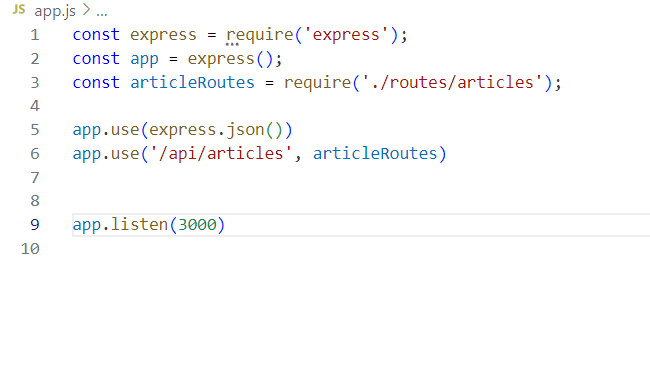 JS app.js > ...
1 const express = require('express');
2 const app = express();
3 const articleRoutes = require('./routes/articles');
4
5 app.use(express.json())
6 app.use('/api/articles', articleRoutes)
7
8
9 app.listen(3000)
10